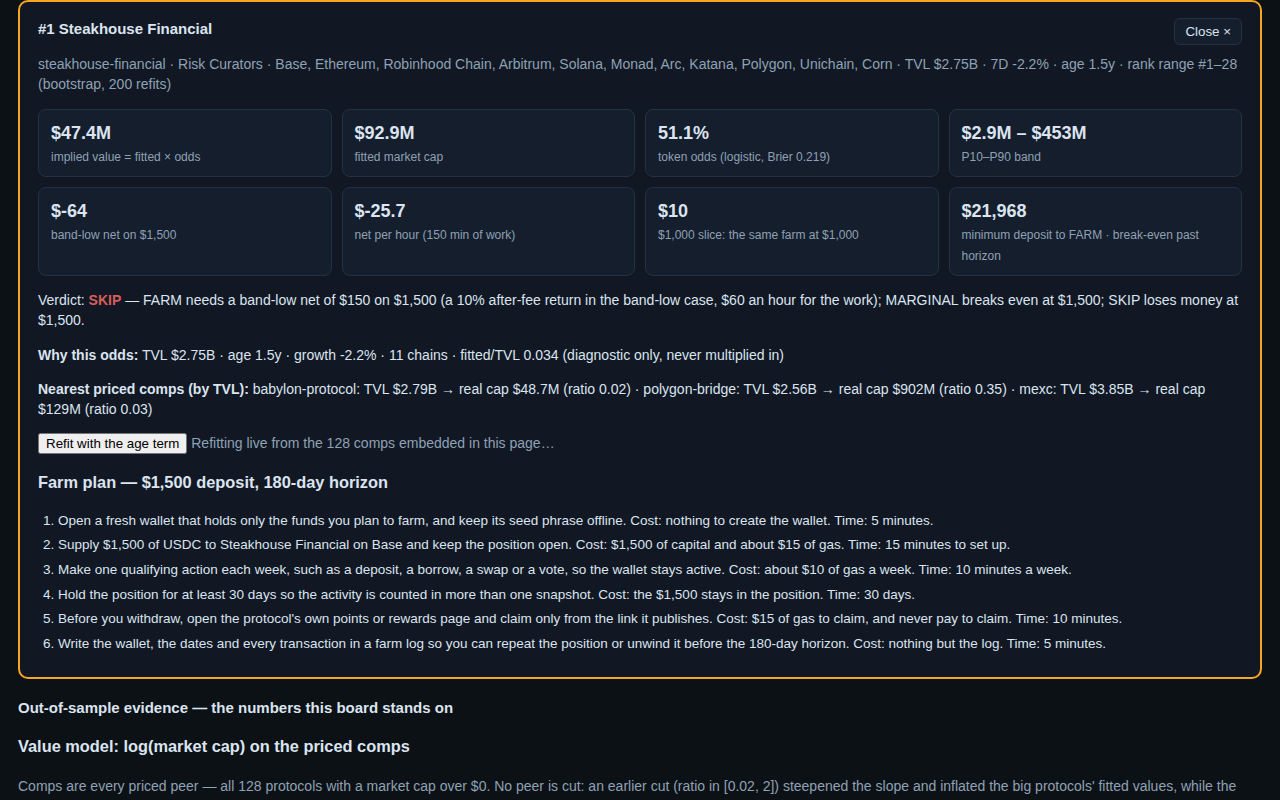 #1 Steakhouse Financial
Close ×
steakhouse-financial · Risk Curators · Base, Ethereum, Robinhood Chain, Arbitrum, Solana, Monad, Arc, Katana, Polygon, Unichain, Corn · TVL $2.75B · 7D -2.2% · age 1.5y · rank range #1–28
(bootstrap, 200 refits)
$47.4M
implied value = fitted × odds
$92.9M
fitted market cap
51.1%
token odds (logistic, Brier 0.219)
$2.9M – $453M
P10–P90 band
$-64
band-low net on $1,500
$-25.7
net per hour (150 min of work)
$10
$1,000 slice: the same farm at $1,000
$21,968
minimum deposit to FARM · break-even past
horizon
Verdict: SKIP — FARM needs a band-low net of $150 on $1,500 (a 10% after-fee return in the band-low case, $60 an hour for the work); MARGINAL breaks even at $1,500; SKIP loses money at
$1,500.
Why this odds: TVL $2.75B · age 1.5y · growth -2.2% · 11 chains · fitted/TVL 0.034 (diagnostic only, never multiplied in)
Nearest priced comps (by TVL): babylon-protocol: TVL $2.79B → real cap $48.7M (ratio 0.02) · polygon-bridge: TVL $2.56B → real cap $902M (ratio 0.35) · mexc: TVL $3.85B → real cap
$129M (ratio 0.03)
Refit with the age term Refitting live from the 128 comps embedded in this page…
Farm plan — $1,500 deposit, 180-day horizon
1. Open a fresh wallet that holds only the funds you plan to farm, and keep its seed phrase offline. Cost: nothing to create the wallet. Time: 5 minutes.
2. Supply $1,500 of USDC to Steakhouse Financial on Base and keep the position open. Cost: $1,500 of capital and about $15 of gas. Time: 15 minutes to set up.
3. Make one qualifying action each week, such as a deposit, a borrow, a swap or a vote, so the wallet stays active. Cost: about $10 of gas a week. Time: 10 minutes a week.
4. Hold the position for at least 30 days so the activity is counted in more than one snapshot. Cost: the $1,500 stays in the position. Time: 30 days.
5. Before you withdraw, open the protocol's own points or rewards page and claim only from the link it publishes. Cost: $15 of gas to claim, and never pay to claim. Time: 10 minutes.
6. Write the wallet, the dates and every transaction in a farm log so you can repeat the position or unwind it before the 180-day horizon. Cost: nothing but the log. Time: 5 minutes.
Out-of-sample evidence — the numbers this board stands on
Value model: log(market cap) on the priced comps
Comps are every priced peer — all 128 protocols with a market cap over $0. No peer is cut: an earlier cut (ratio in [0.02, 2]) steepened the slope and inflated the big protocols' fitted values, while the